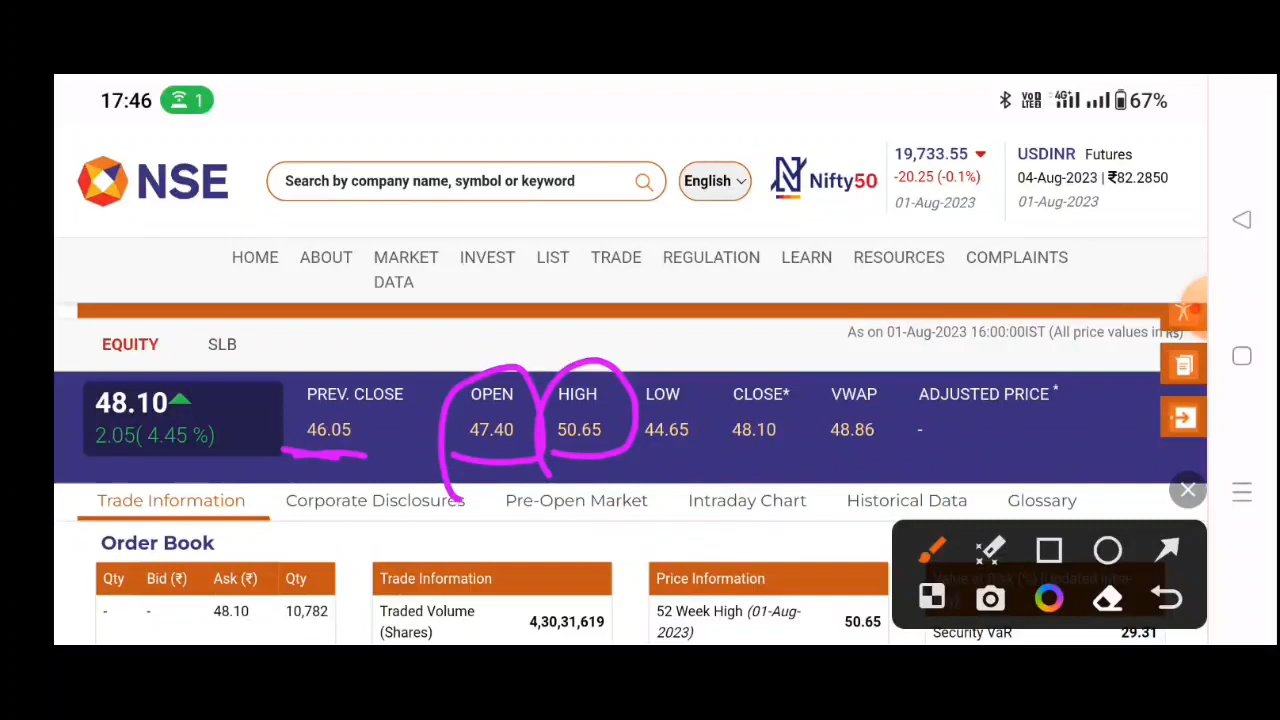 17:46 1 VoD LTE 4G+ 67%
NSE
Search by company name, symbol or keyword
English
Nifty50
19,733.55
-20.25 (-0.1%)
01-Aug-2023
USDINR Futures
04-Aug-2023 | ₹82.2850
01-Aug-2023
HOME ABOUT MARKET DATA INVEST LIST TRADE REGULATION LEARN RESOURCES COMPLAINTS
As on 01-Aug-2023 16:00:00IST (All price values in Rs)
EQUITY SLB
48.10
2.05( 4.45 %)
PREV. CLOSE OPEN HIGH LOW CLOSE* VWAP ADJUSTED PRICE *
46.05 47.40 50.65 44.65 48.10 48.86 -
Trade Information Corporate Disclosures Pre-Open Market Intraday Chart Historical Data Glossary
Order Book
Qty Bid (₹) Ask (₹) Qty
- - 48.10 10,782
Trade Information
Traded Volume (Shares) 4,30,31,619
Price Information
52 Week High (01-Aug-2023) 50.65
Security VaR 29.31